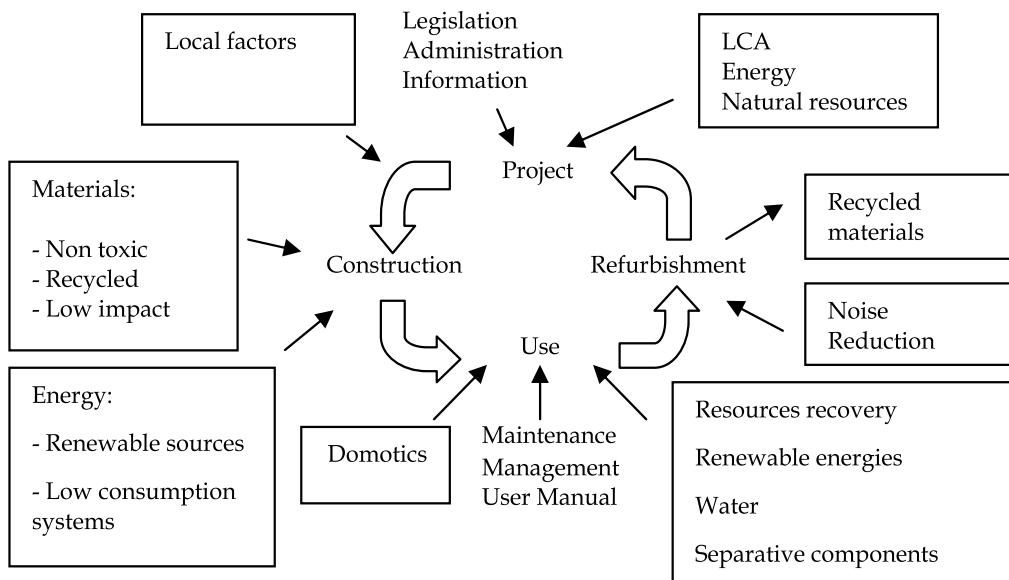 Local factors
Legislation
Administration
Information
LCA
Energy
Natural resources
Project
Materials:
- Non toxic
- Recycled
- Low impact
Construction
Refurbishment
Recycled
materials
Noise
Reduction
Use
Energy:
- Renewable sources
- Low consumption
systems
Domotics
Maintenance
Management
User Manual
Resources recovery
Renewable energies
Water
Separative components